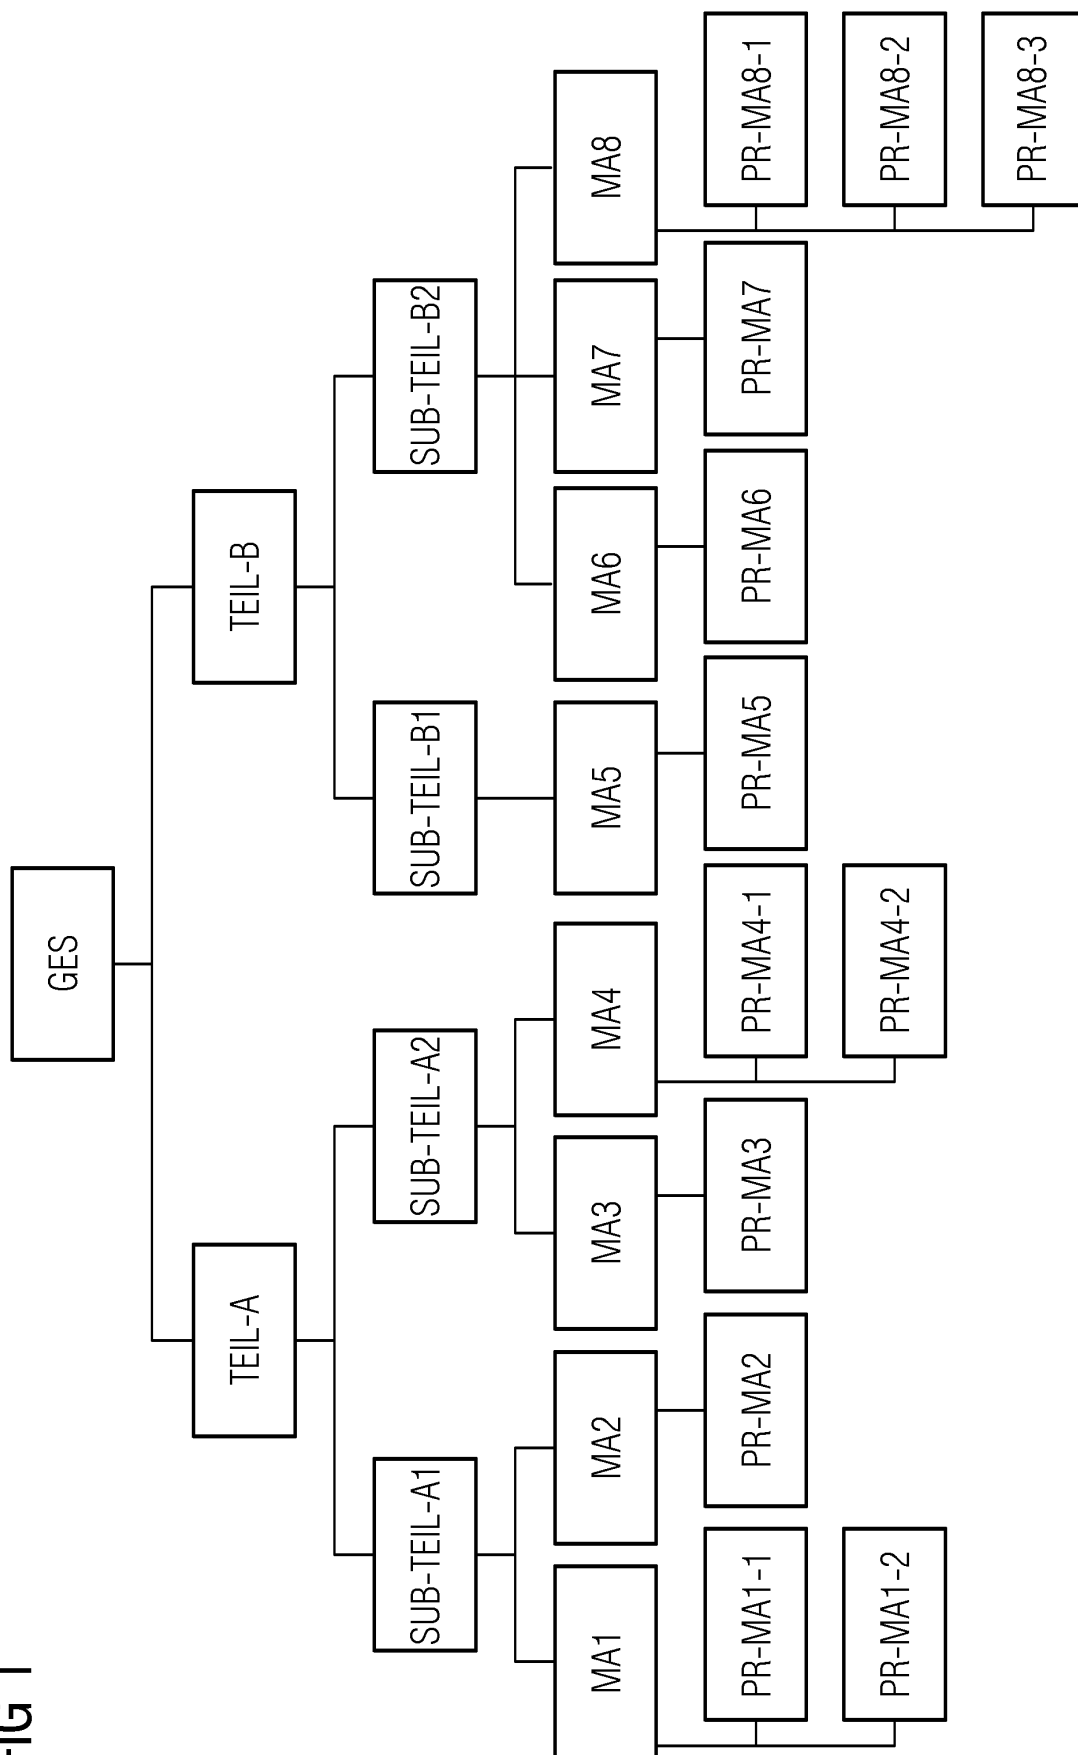 FIG 1
GES
TEIL-A
TEIL-B
SUB-TEIL-A1
SUB-TEIL-A2
SUB-TEIL-B1
SUB-TEIL-B2
MA1
MA2
MA3
MA4
MA5
MA6
MA7
MA8
PR-MA1-1
PR-MA2
PR-MA3
PR-MA4-1
PR-MA5
PR-MA6
PR-MA7
PR-MA8-1
PR-MA1-2
PR-MA4-2
PR-MA8-2
PR-MA8-3